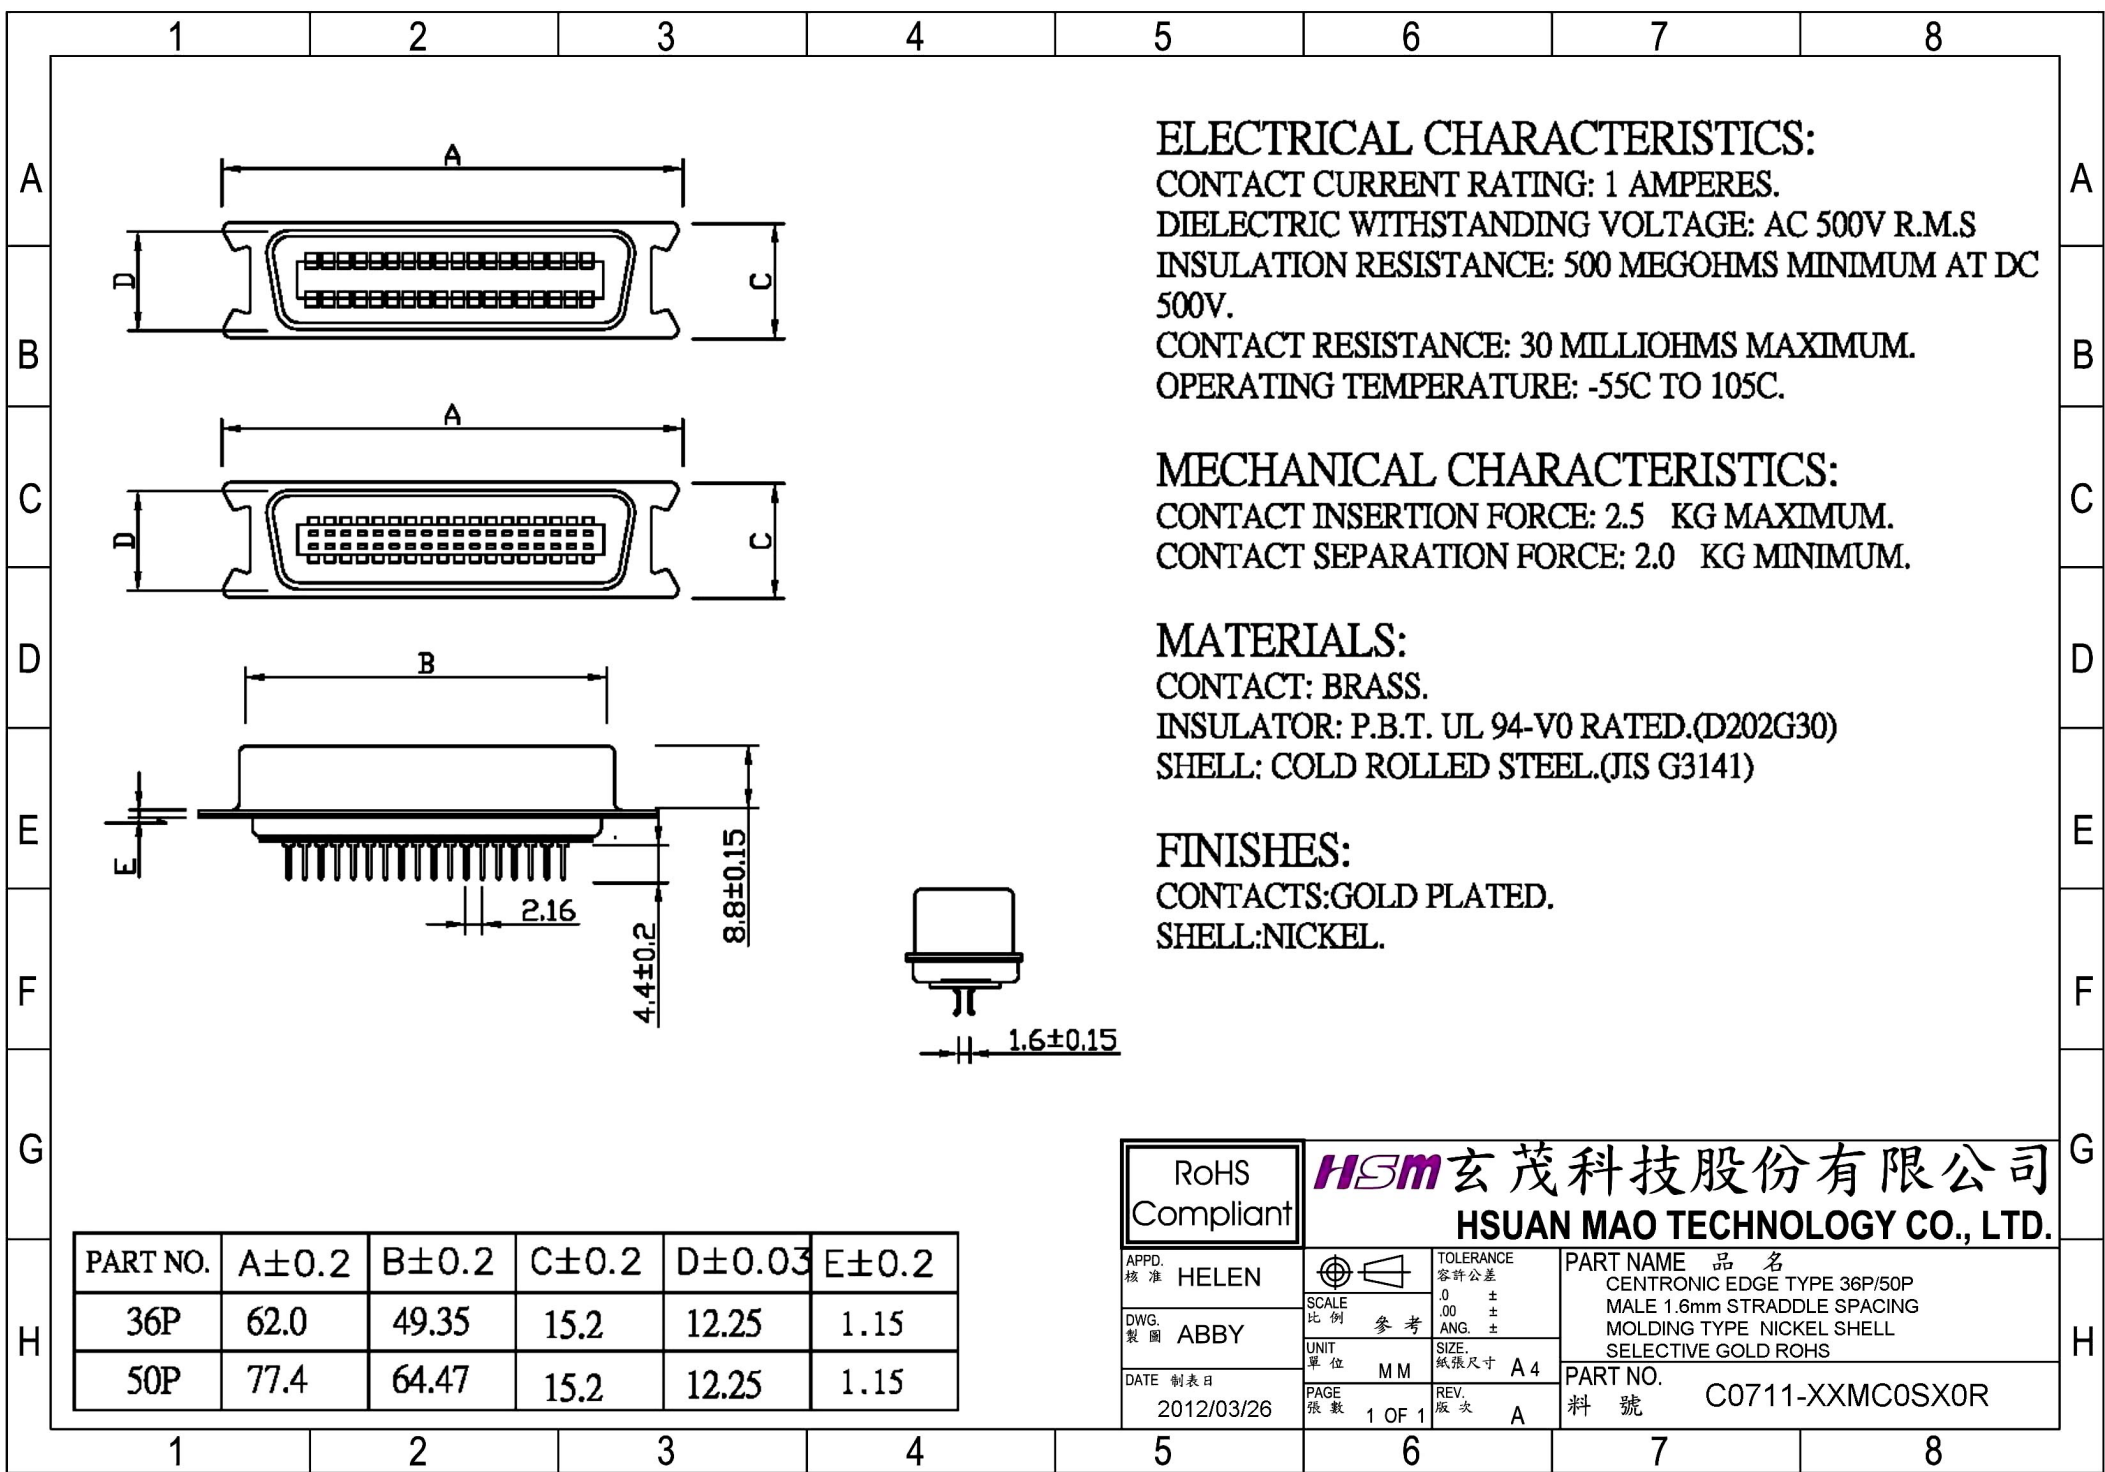 1 2 3 4 5 6 7 8
A A
B B
C C
D D
E E
F F
G G
H H
A
D
C
A
D
C
B
E
2.16
4.4±0.2
8.8±0.15
1.6±0.15
ELECTRICAL CHARACTERISTICS:
CONTACT CURRENT RATING: 1 AMPERES.
DIELECTRIC WITHSTANDING VOLTAGE: AC 500V R.M.S
INSULATION RESISTANCE: 500 MEGOHMS MINIMUM AT DC
500V.
CONTACT RESISTANCE: 30 MILLIOHMS MAXIMUM.
OPERATING TEMPERATURE: -55C TO 105C.
MECHANICAL CHARACTERISTICS:
CONTACT INSERTION FORCE: 2.5 KG MAXIMUM.
CONTACT SEPARATION FORCE: 2.0 KG MINIMUM.
MATERIALS:
CONTACT: BRASS.
INSULATOR: P.B.T. UL 94-V0 RATED.(D202G30)
SHELL: COLD ROLLED STEEL.(JIS G3141)
FINISHES:
CONTACTS:GOLD PLATED.
SHELL:NICKEL.
PART NO. A±0.2 B±0.2 C±0.2 D±0.03 E±0.2
36P 62.0 49.35 15.2 12.25 1.15
50P 77.4 64.47 15.2 12.25 1.15
RoHS
Compliant
HSM 玄茂科技股份有限公司
HSUAN MAO TECHNOLOGY CO., LTD.
APPD.
核 准 HELEN
DWG.
製 圖 ABBY
DATE 制表日
2012/03/26
SCALE
比 例 參 考
UNIT
單 位 MM
PAGE
張 數 1 OF 1
TOLERANCE
容許公差
.0 ±
.00 ±
ANG. ±
SIZE.
紙張尺寸 A4
REV.
版 次 A
PART NAME 品 名
CENTRONIC EDGE TYPE 36P/50P
MALE 1.6mm STRADDLE SPACING
MOLDING TYPE NICKEL SHELL
SELECTIVE GOLD ROHS
PART NO.
料 號 C0711-XXMC0SX0R
1 2 3 4 5 6 7 8